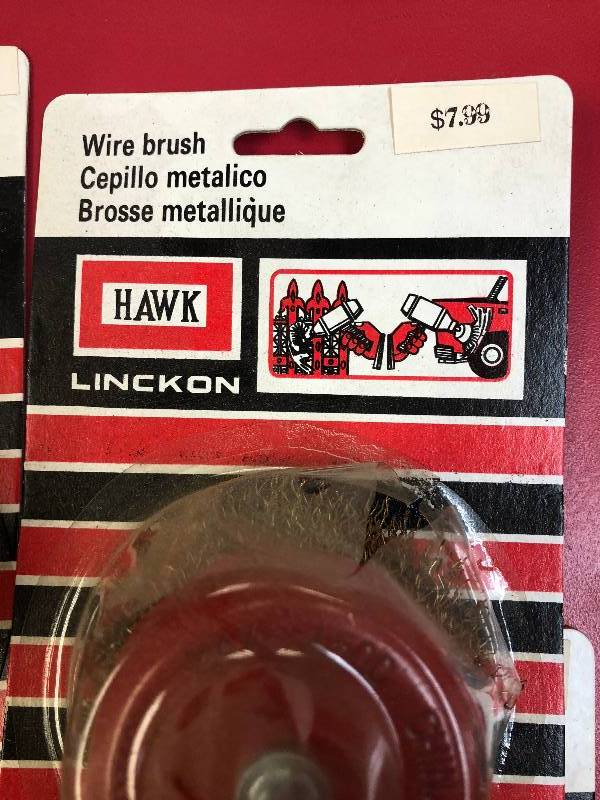 $7.99
Wire brush
Cepillo metalico
Brosse metallique
HAWK
LINCKON